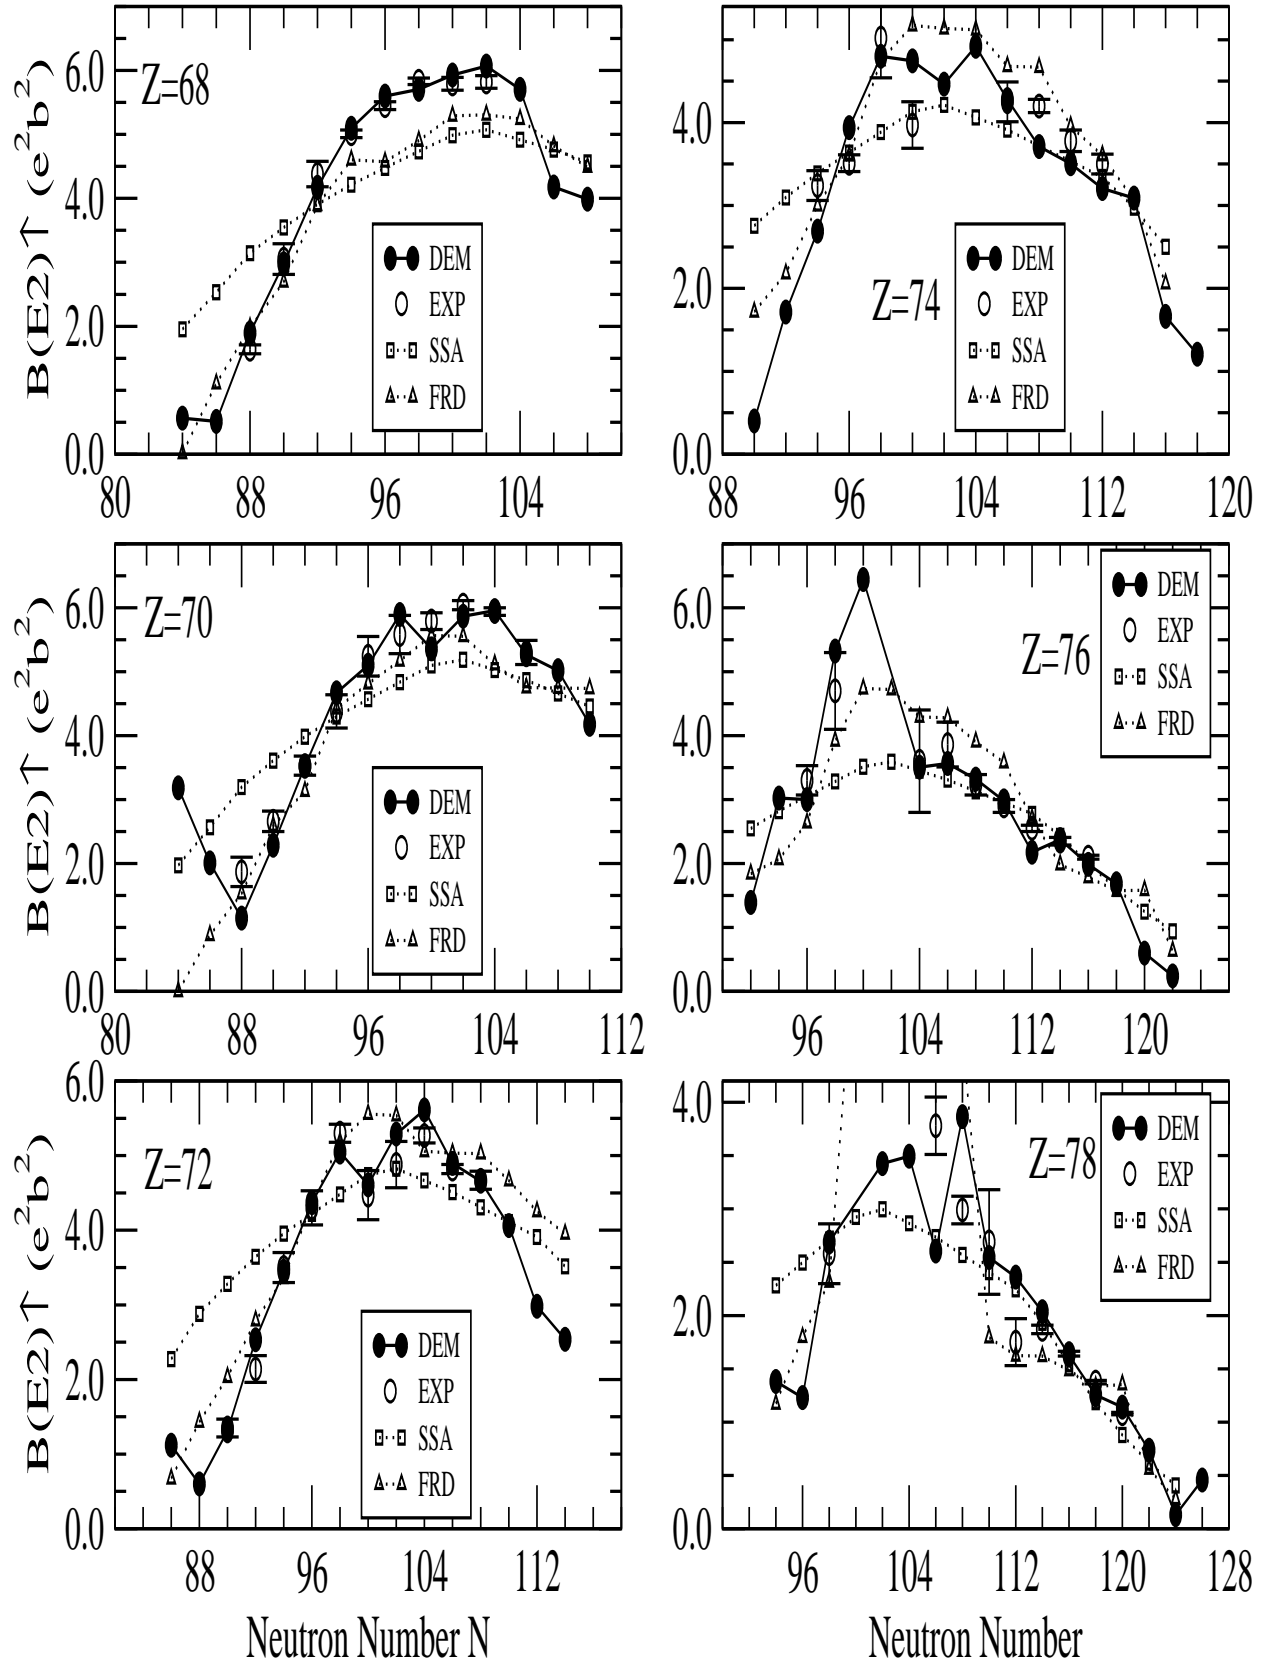 B(E2)↑ (e²b²)
6.0
4.0
2.0
0.0
Z=68
DEM
EXP
SSA
FRD
80
88
96
104
4.0
2.0
0.0
Z=74
DEM
EXP
SSA
FRD
88
96
104
112
120
B(E2)↑ (e²b²)
6.0
4.0
2.0
0.0
Z=70
DEM
EXP
SSA
FRD
80
88
96
104
112
6.0
4.0
2.0
0.0
Z=76
DEM
EXP
SSA
FRD
96
104
112
120
B(E2)↑ (e²b²)
6.0
4.0
2.0
0.0
Z=72
DEM
EXP
SSA
FRD
88
96
104
112
Neutron Number N
4.0
2.0
0.0
Z=78
DEM
EXP
SSA
FRD
96
104
112
120
128
Neutron Number